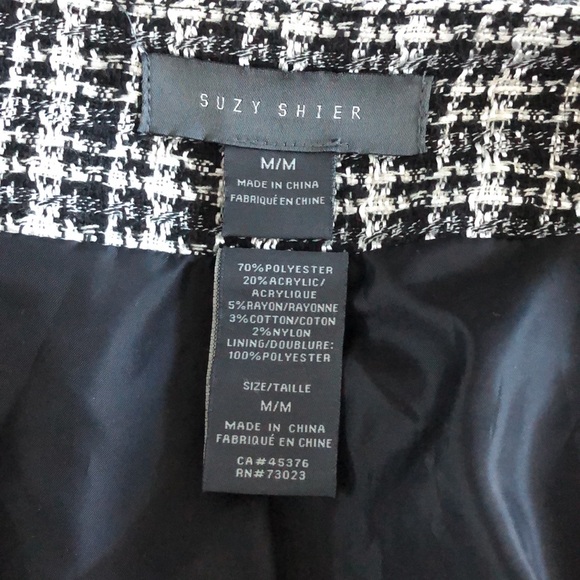 SUZY SHIER
M/M
MADE IN CHINA
FABRIQUÉ EN CHINE
70%POLYESTER
20%ACRYLIC/
ACRYLIQUE
5%RAYON/RAYONNE
3%COTTON/COTON
2%NYLON
LINING/DOUBLURE:
100%POLYESTER
SIZE/TAILLE
M/M
MADE IN CHINA
FABRIQUÉ EN CHINE
CA#45376
RN#73023